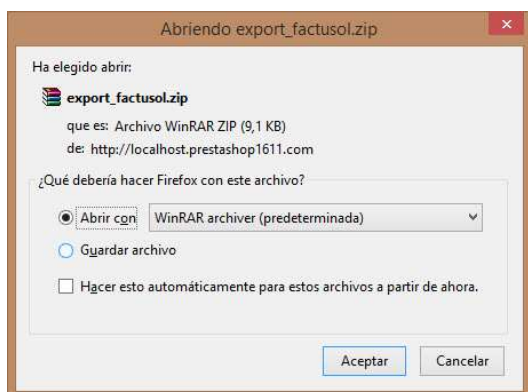 Abriendo export_factusol.zip
Ha elegido abrir:
export_factusol.zip
que es: Archivo WinRAR ZIP (9,1 KB)
de: http://localhost.prestashop1611.com
¿Qué debería hacer Firefox con este archivo?
Abrir con WinRAR archiver (predeterminada)
Guardar archivo
Hacer esto automáticamente para estos archivos a partir de ahora.
Aceptar Cancelar